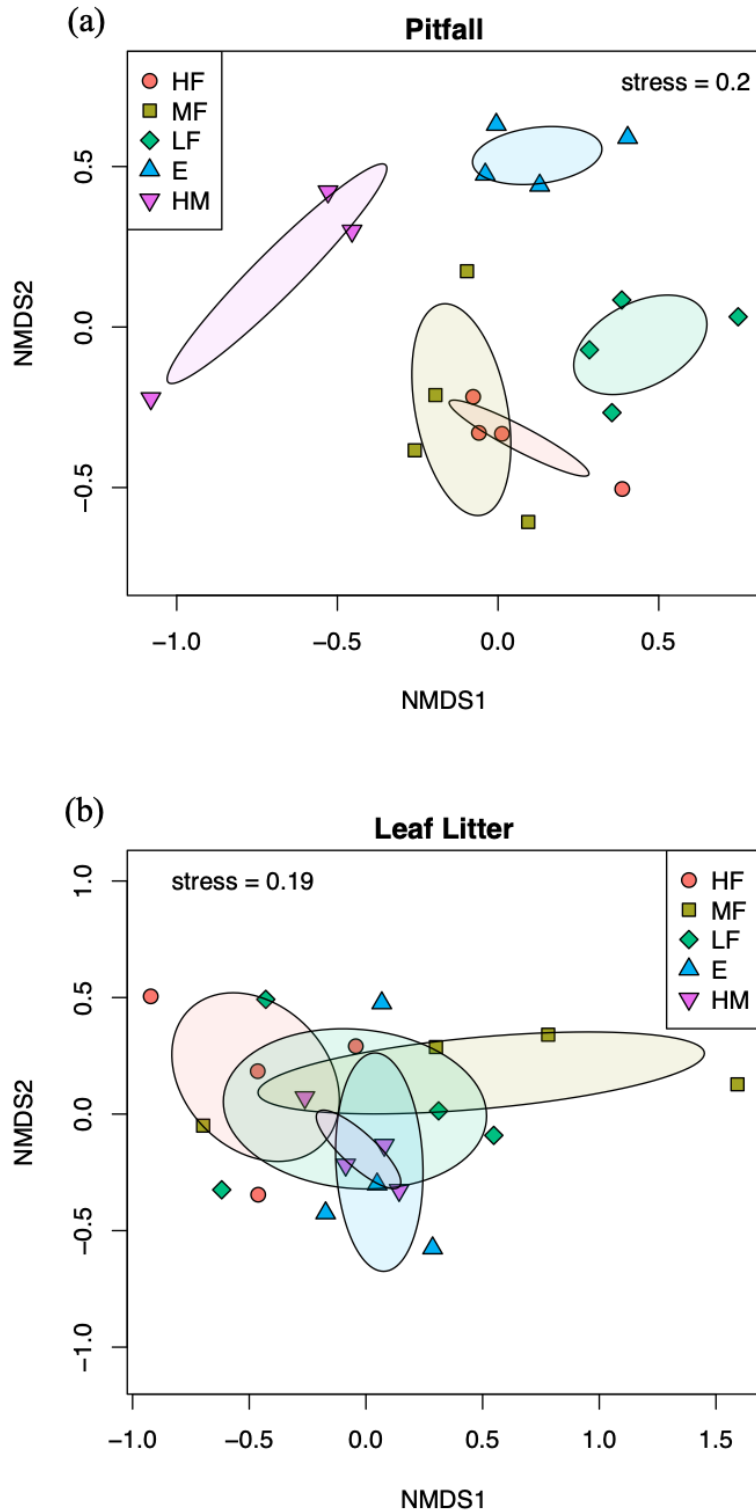 (a)
Pitfall
HF
MF
LF
E
HM
stress = 0.2
NMDS2
0.5
0.0
−0.5
−1.0
−0.5
0.0
0.5
NMDS1
(b)
Leaf Litter
stress = 0.19
HF
MF
LF
E
HM
NMDS2
1.0
0.5
0.0
−0.5
−1.0
−1.0
−0.5
0.0
0.5
1.0
1.5
NMDS1